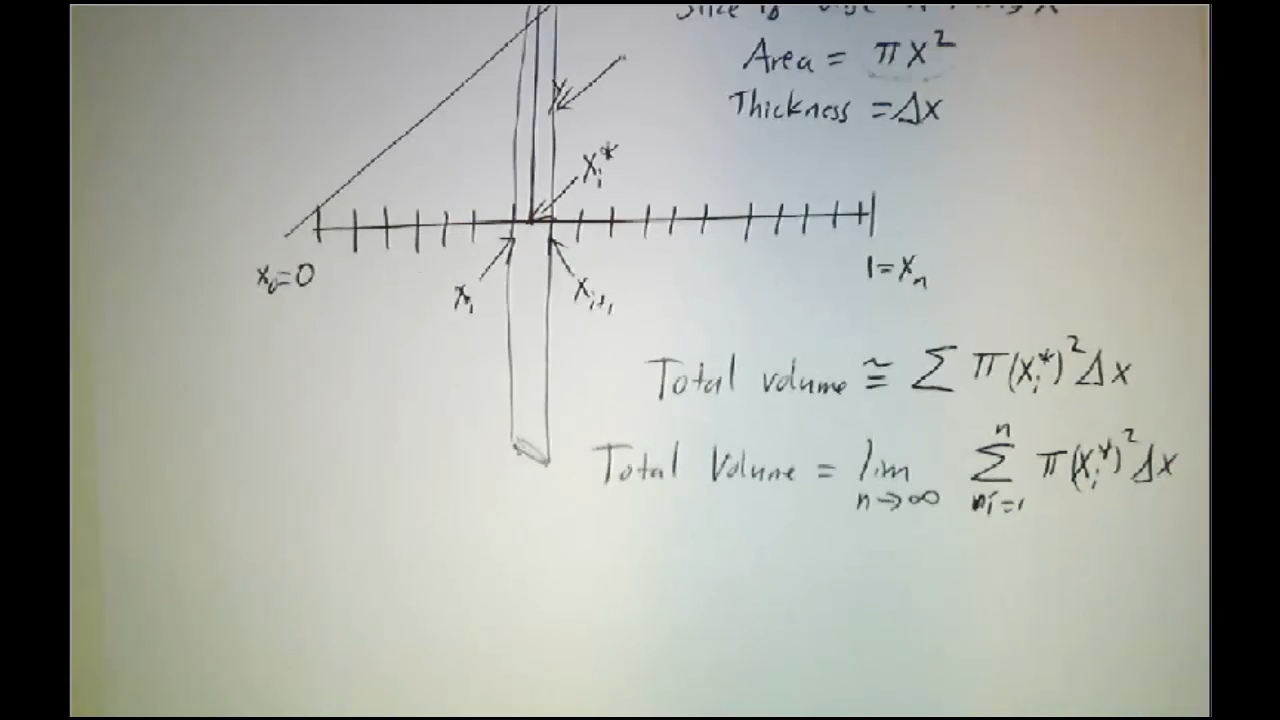 Area = πx²
Thickness = Δx
xᵢ*
x₀=0
xᵢ
xᵢ₊₁
1=xₙ
Total volume ≅ ∑ π(xᵢ*)²Δx
Total Volume = lim n→∞ ∑ i=1 n π(xᵢ*)²Δx